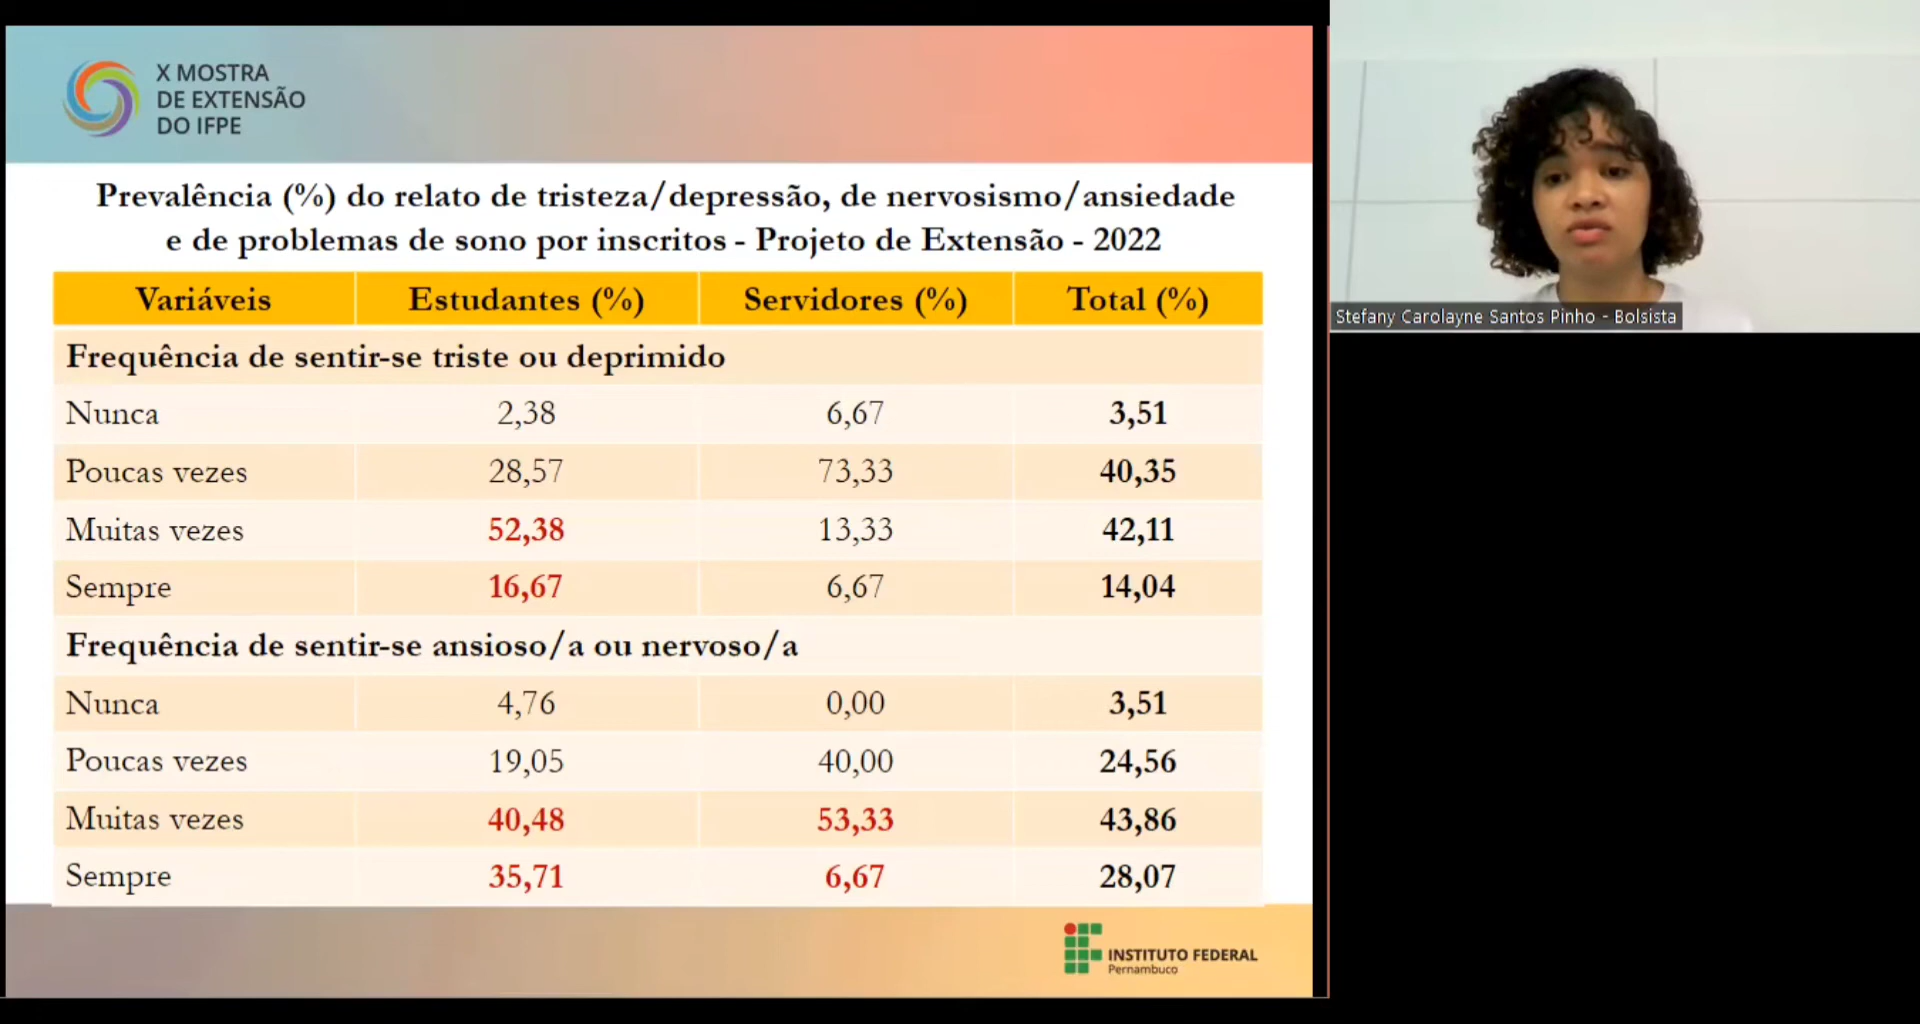 X MOSTRA
DE EXTENSÃO
DO IFPE
Prevalência (%) do relato de tristeza/depressão, de nervosismo/ansiedade
e de problemas de sono por inscritos - Projeto de Extensão - 2022
Variáveis Estudantes (%) Servidores (%) Total (%)
Frequência de sentir-se triste ou deprimido
Nunca 2,38 6,67 3,51
Poucas vezes 28,57 73,33 40,35
Muitas vezes 52,38 13,33 42,11
Sempre 16,67 6,67 14,04
Frequência de sentir-se ansioso/a ou nervoso/a
Nunca 4,76 0,00 3,51
Poucas vezes 19,05 40,00 24,56
Muitas vezes 40,48 53,33 43,86
Sempre 35,71 6,67 28,07
INSTITUTO FEDERAL
Pernambuco
Stefany Carolayne Santos Pinho - Bolsista